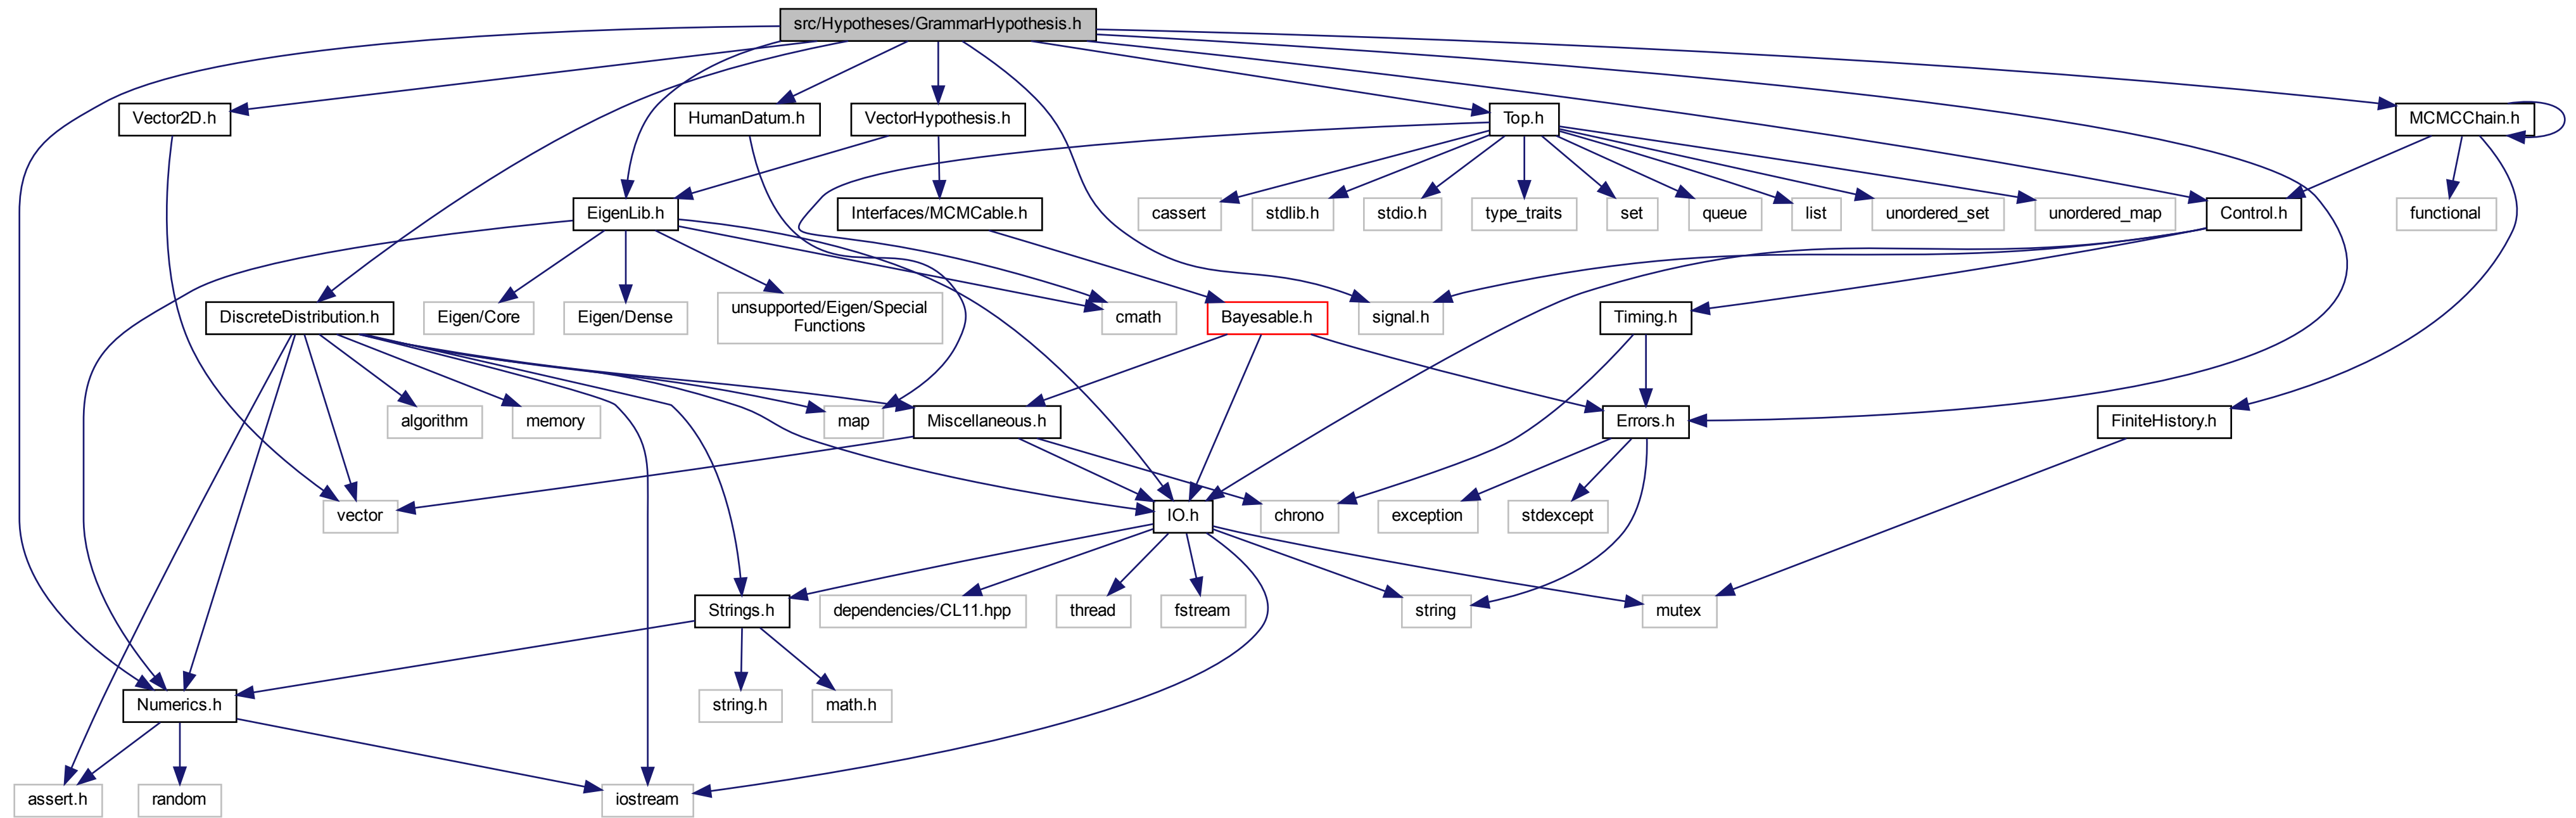 src/Hypotheses/GrammarHypothesis.h
Vector2D.h
HumanDatum.h
VectorHypothesis.h
Top.h
MCMCChain.h
EigenLib.h
Interfaces/MCMCable.h
cassert
stdlib.h
stdio.h
type_traits
set
queue
list
unordered_set
unordered_map
Control.h
functional
DiscreteDistribution.h
Eigen/Core
Eigen/Dense
unsupported/Eigen/Special
Functions
cmath
Bayesable.h
signal.h
Timing.h
algorithm
memory
map
Miscellaneous.h
Errors.h
FiniteHistory.h
vector
IO.h
chrono
exception
stdexcept
Strings.h
dependencies/CL11.hpp
thread
fstream
string
mutex
Numerics.h
string.h
math.h
assert.h
random
iostream